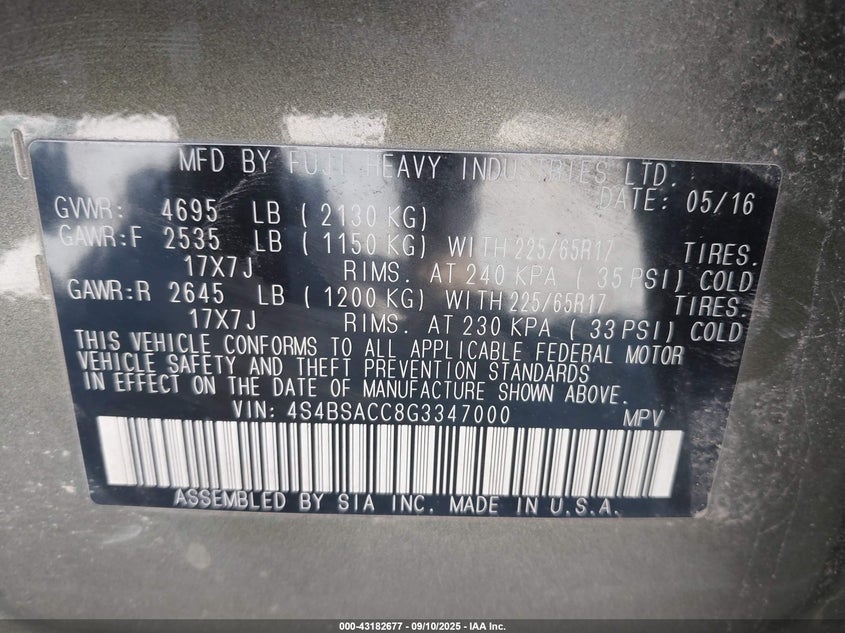 MFD BY FUJI HEAVY INDUSTRIES LTD.
DATE: 05/16
GVWR: 4695 LB ( 2130 KG)
GAWR:F 2535 LB ( 1150 KG) WITH 225/65R17 TIRES.
17X7J RIMS. AT 240 KPA ( 35 PSI) COLD
GAWR:R 2645 LB ( 1200 KG) WITH 225/65R17 TIRES.
17X7J RIMS. AT 230 KPA ( 33 PSI) COLD
THIS VEHICLE CONFORMS TO ALL APPLICABLE FEDERAL MOTOR
VEHICLE SAFETY AND THEFT PREVENTION STANDARDS
IN EFFECT ON THE DATE OF MANUFACTURE SHOWN ABOVE.
VIN: 4S4BSACC8G3347000 MPV
ASSEMBLED BY SIA INC. MADE IN U.S.A.
000-43182677 - 09/10/2025 - IAA Inc.